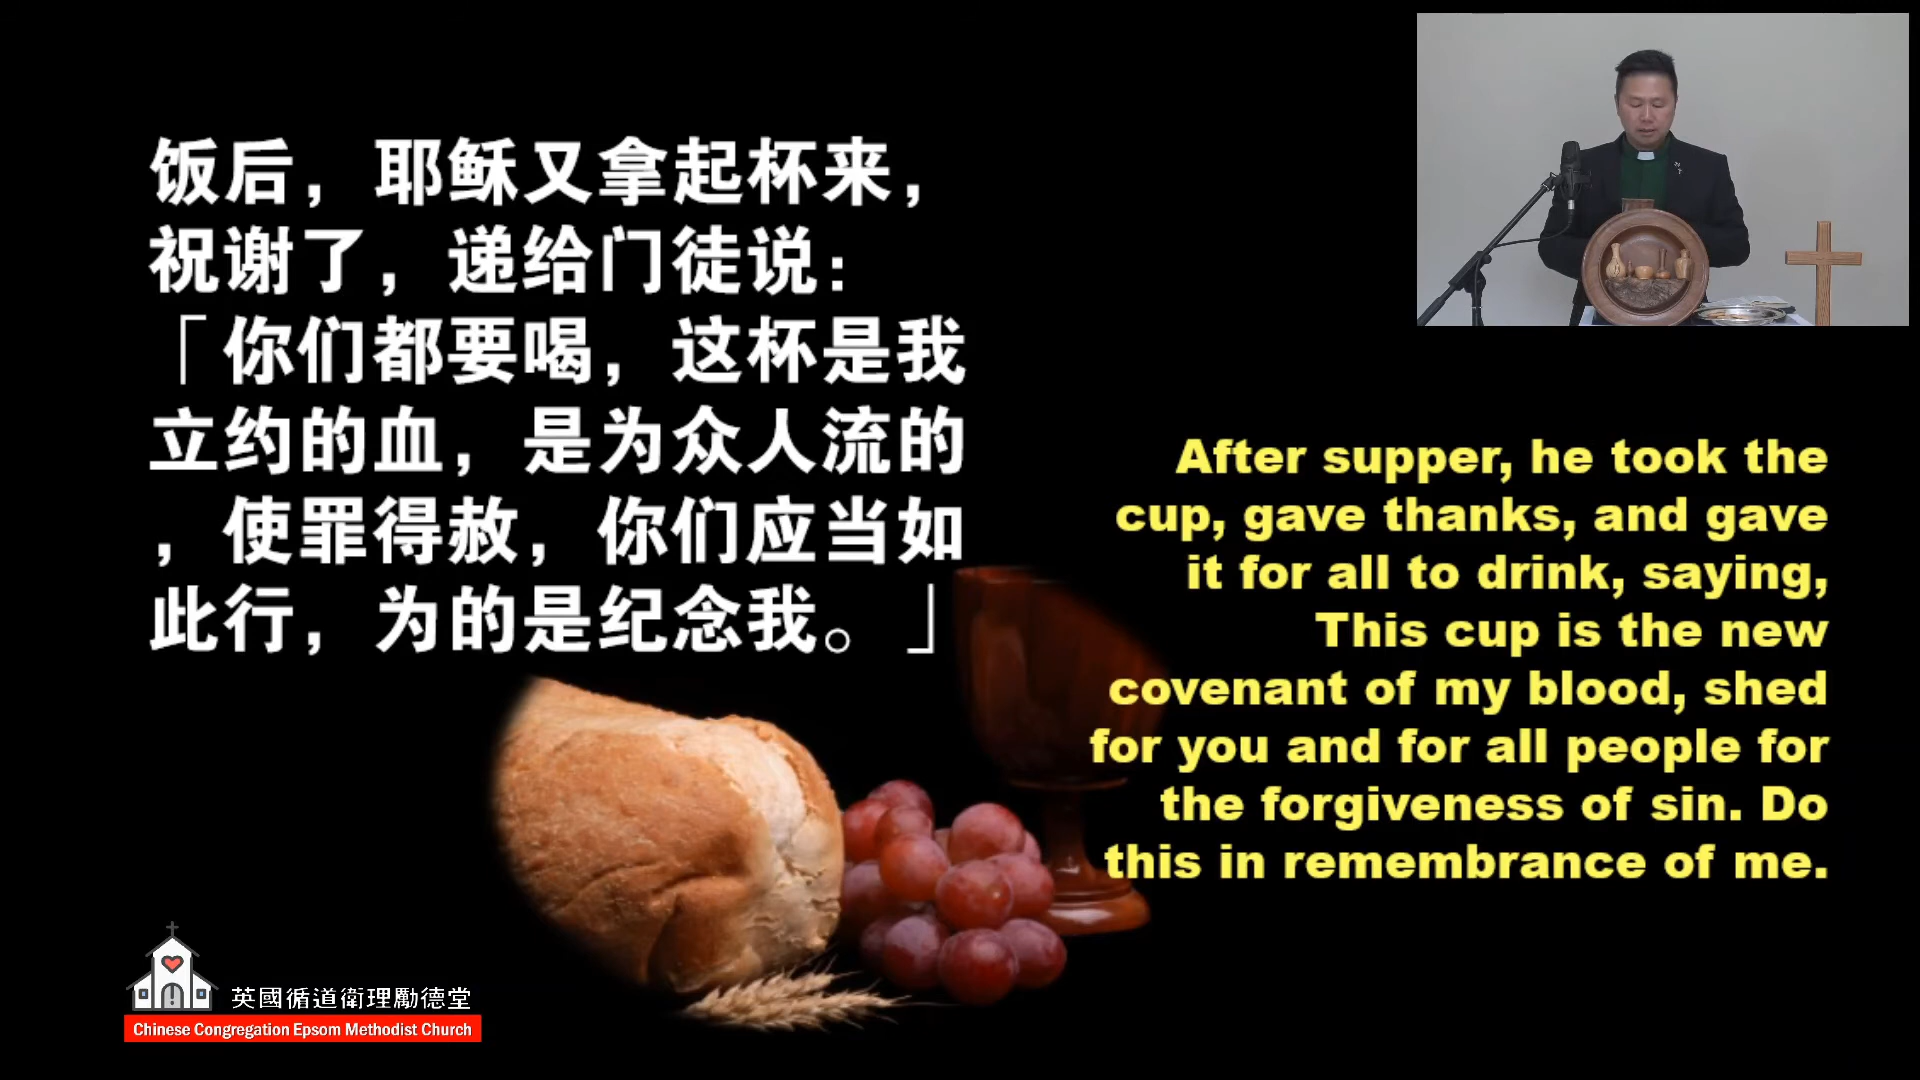 饭后，耶稣又拿起杯来，
祝谢了，递给门徒说：
「你们都要喝，这杯是我
立约的血，是为众人流的
，使罪得赦，你们应当如
此行，为的是纪念我。」
After supper, he took the
cup, gave thanks, and gave
it for all to drink, saying,
This cup is the new
covenant of my blood, shed
for you and for all people for
the forgiveness of sin. Do
this in remembrance of me.
英國循道衛理勵德堂
Chinese Congregation Epsom Methodist Church